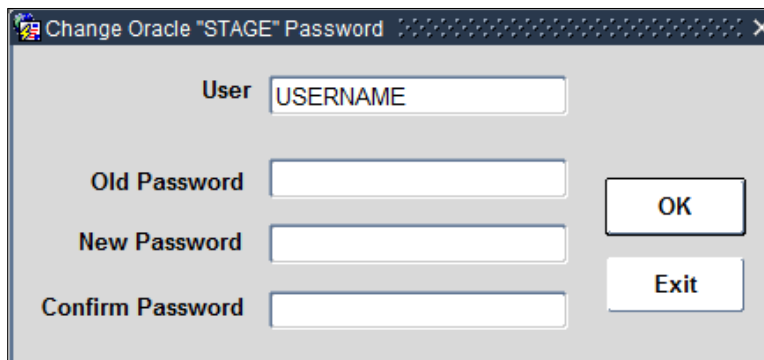 Change Oracle "STAGE" Password
User USERNAME
Old Password
OK
New Password
Exit
Confirm Password